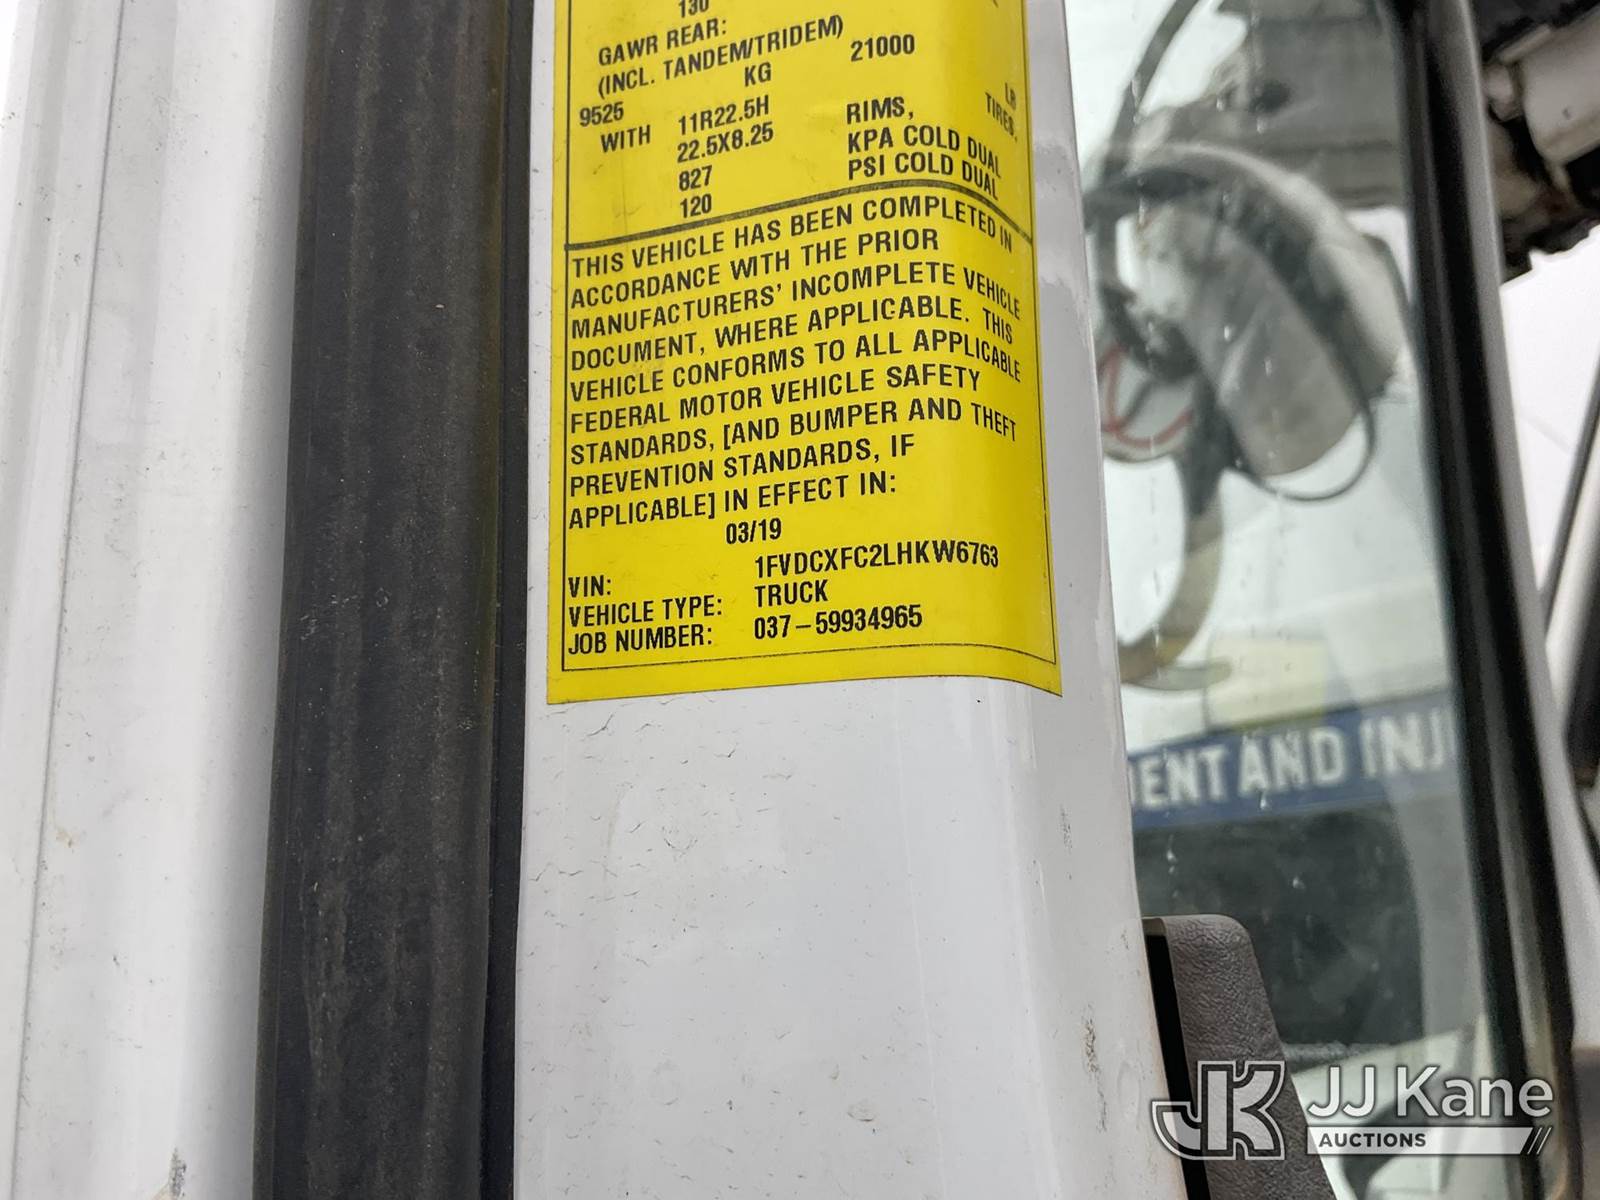 130
GAWR REAR:
(INCL. TANDEM/TRIDEM)
9525 KG 21000 LB
WITH 11R22.5H TIRES,
22.5X8.25 RIMS,
827 KPA COLD DUAL
120 PSI COLD DUAL
THIS VEHICLE HAS BEEN COMPLETED IN
ACCORDANCE WITH THE PRIOR
MANUFACTURERS' INCOMPLETE VEHICLE
DOCUMENT, WHERE APPLICABLE. THIS
VEHICLE CONFORMS TO ALL APPLICABLE
FEDERAL MOTOR VEHICLE SAFETY
STANDARDS, [AND BUMPER AND THEFT
PREVENTION STANDARDS, IF
APPLICABLE] IN EFFECT IN:
03/19
VIN: 1FVDCXFC2LHKW6763
VEHICLE TYPE: TRUCK
JOB NUMBER: 037-59934965
DENT AND INJ
JK JJ Kane
AUCTIONS